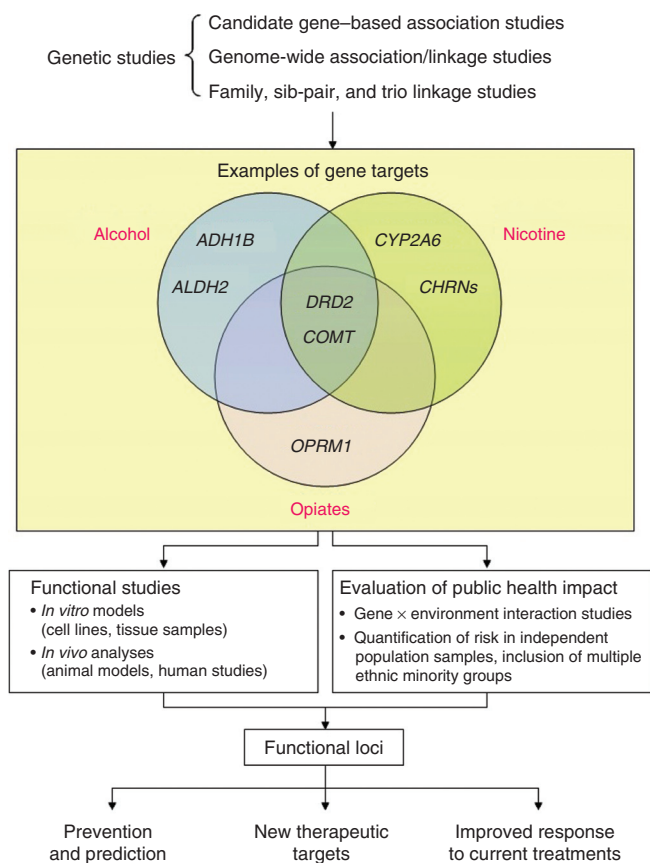 Candidate gene–based association studies
Genetic studies
Genome-wide association/linkage studies
Family, sib-pair, and trio linkage studies
Examples of gene targets
Alcohol
ADH1B
CYP2A6
Nicotine
ALDH2
CHRNs
DRD2
COMT
OPRM1
Opiates
Functional studies
• In vitro models
(cell lines, tissue samples)
• In vivo analyses
(animal models, human studies)
Evaluation of public health impact
• Gene × environment interaction studies
• Quantification of risk in independent
population samples, inclusion of multiple
ethnic minority groups
Functional loci
Prevention
and prediction
New therapeutic
targets
Improved response
to current treatments